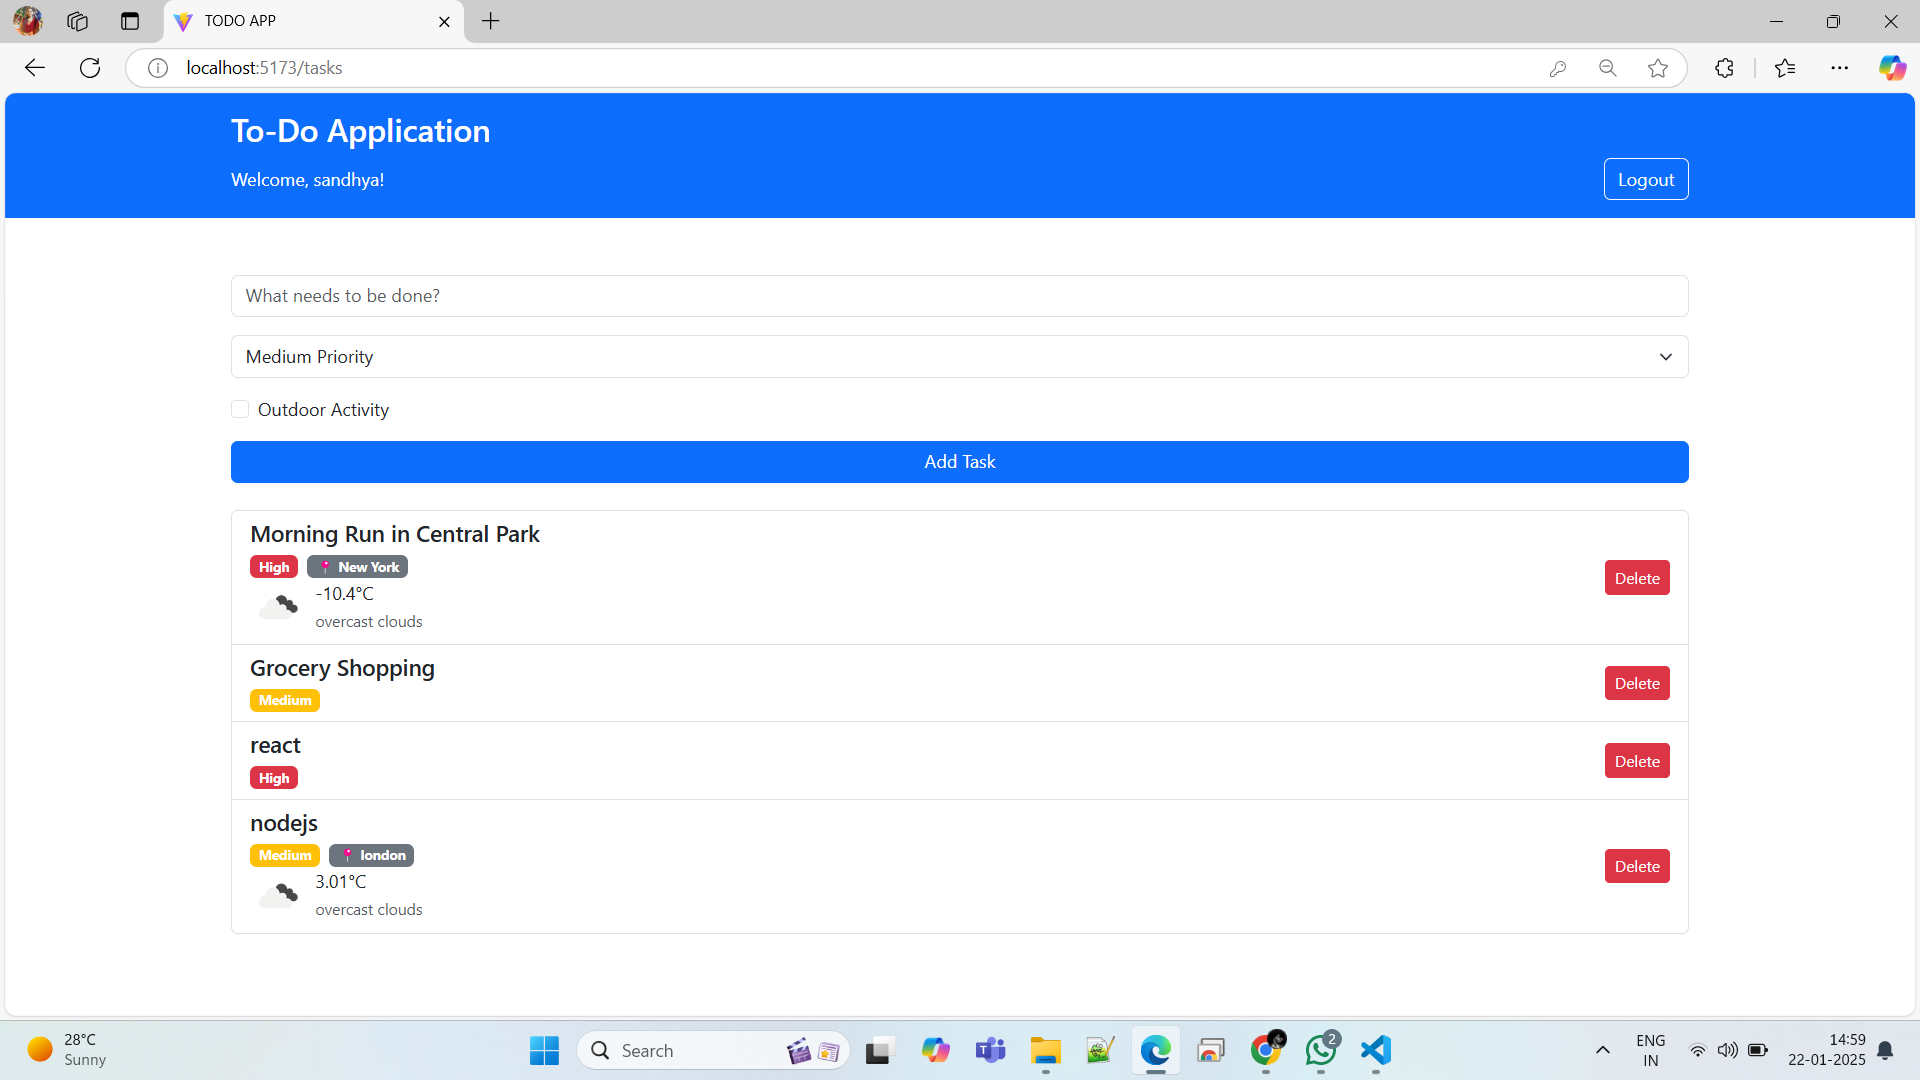 TODO APP
localhost:5173/tasks
To-Do Application
Welcome, sandhya!
Logout
What needs to be done?
Medium Priority
Outdoor Activity
Add Task
Morning Run in Central Park
High
New York
-10.4°C
overcast clouds
Delete
Grocery Shopping
Medium
Delete
react
High
Delete
nodejs
Medium
london
3.01°C
overcast clouds
Delete
28°C
Sunny
Search
2
ENG
IN
14:59
22-01-2025